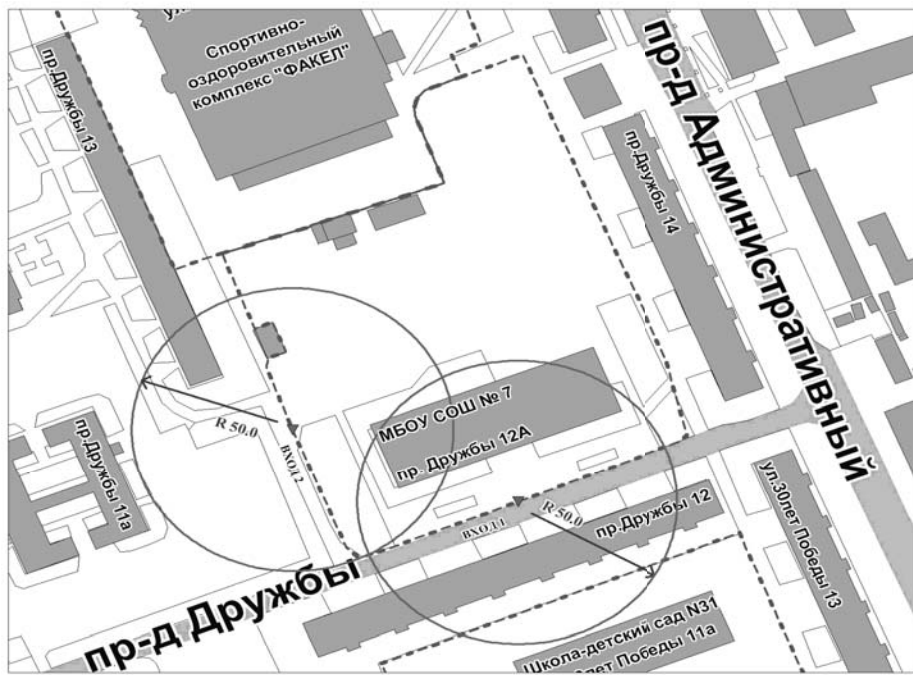 ул.
Спортивно-
оздоровительный
комплекс "ФАКЕЛ"
пр.Дружбы 13
пр-д Административный
пр.Дружбы 14
МБОУ СОШ № 7
пр. Дружбы 12А
R 50.0
ВХОД 2
пр.Дружбы 11а
ВХОД 1
R 50.0
пр.Дружбы 12
ул.30лет Победы 13
пр-д Дружбы
Школа-детский сад N31
лет Победы 11а